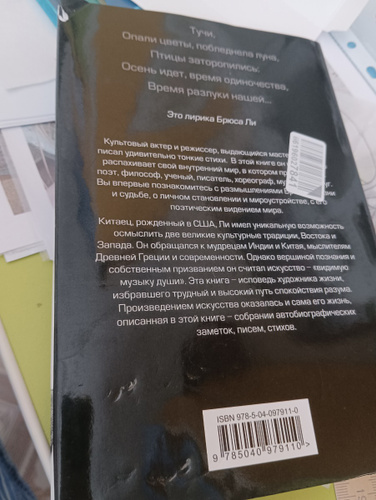 Тучи,
Опали цветы, побледнела луна,
Птицы заторопились:
Осень идет, время одиночества,
Время разлуки нашей...
Это лирика Брюса Ли
Культовый актер и режиссер, выдающийся
писал удивительно тонкие стихи. В этой книге он
распахивает свой внутренний мир, в котором
поэт, философ, ученый, писатель, хореограф,
Вы впервые познакомитесь с размышлениями
и судьбе, о личном становлении и мироустройстве, с его
поэтическим видением мира.
Китаец, рожденный в США, Ли имел уникальную возможность
осмыслить две великие культурные традиции, Востока и
Запада. Он обращался к мудрецам Индии и Китая, мыслителям
Древней Греции и современности. Однако вершиной познания и
собственным призванием он считал искусство – «видимую
музыку души». Эта книга – исповедь художника жизни,
избравшего трудный и высокий путь спокойствия разума.
Произведением искусства оказалась и сама его жизнь,
описанная в этой книге – собрании автобиографических
заметок, писем, стихов.
ISBN 978-5-04-097911-0
9 785040 979110 >